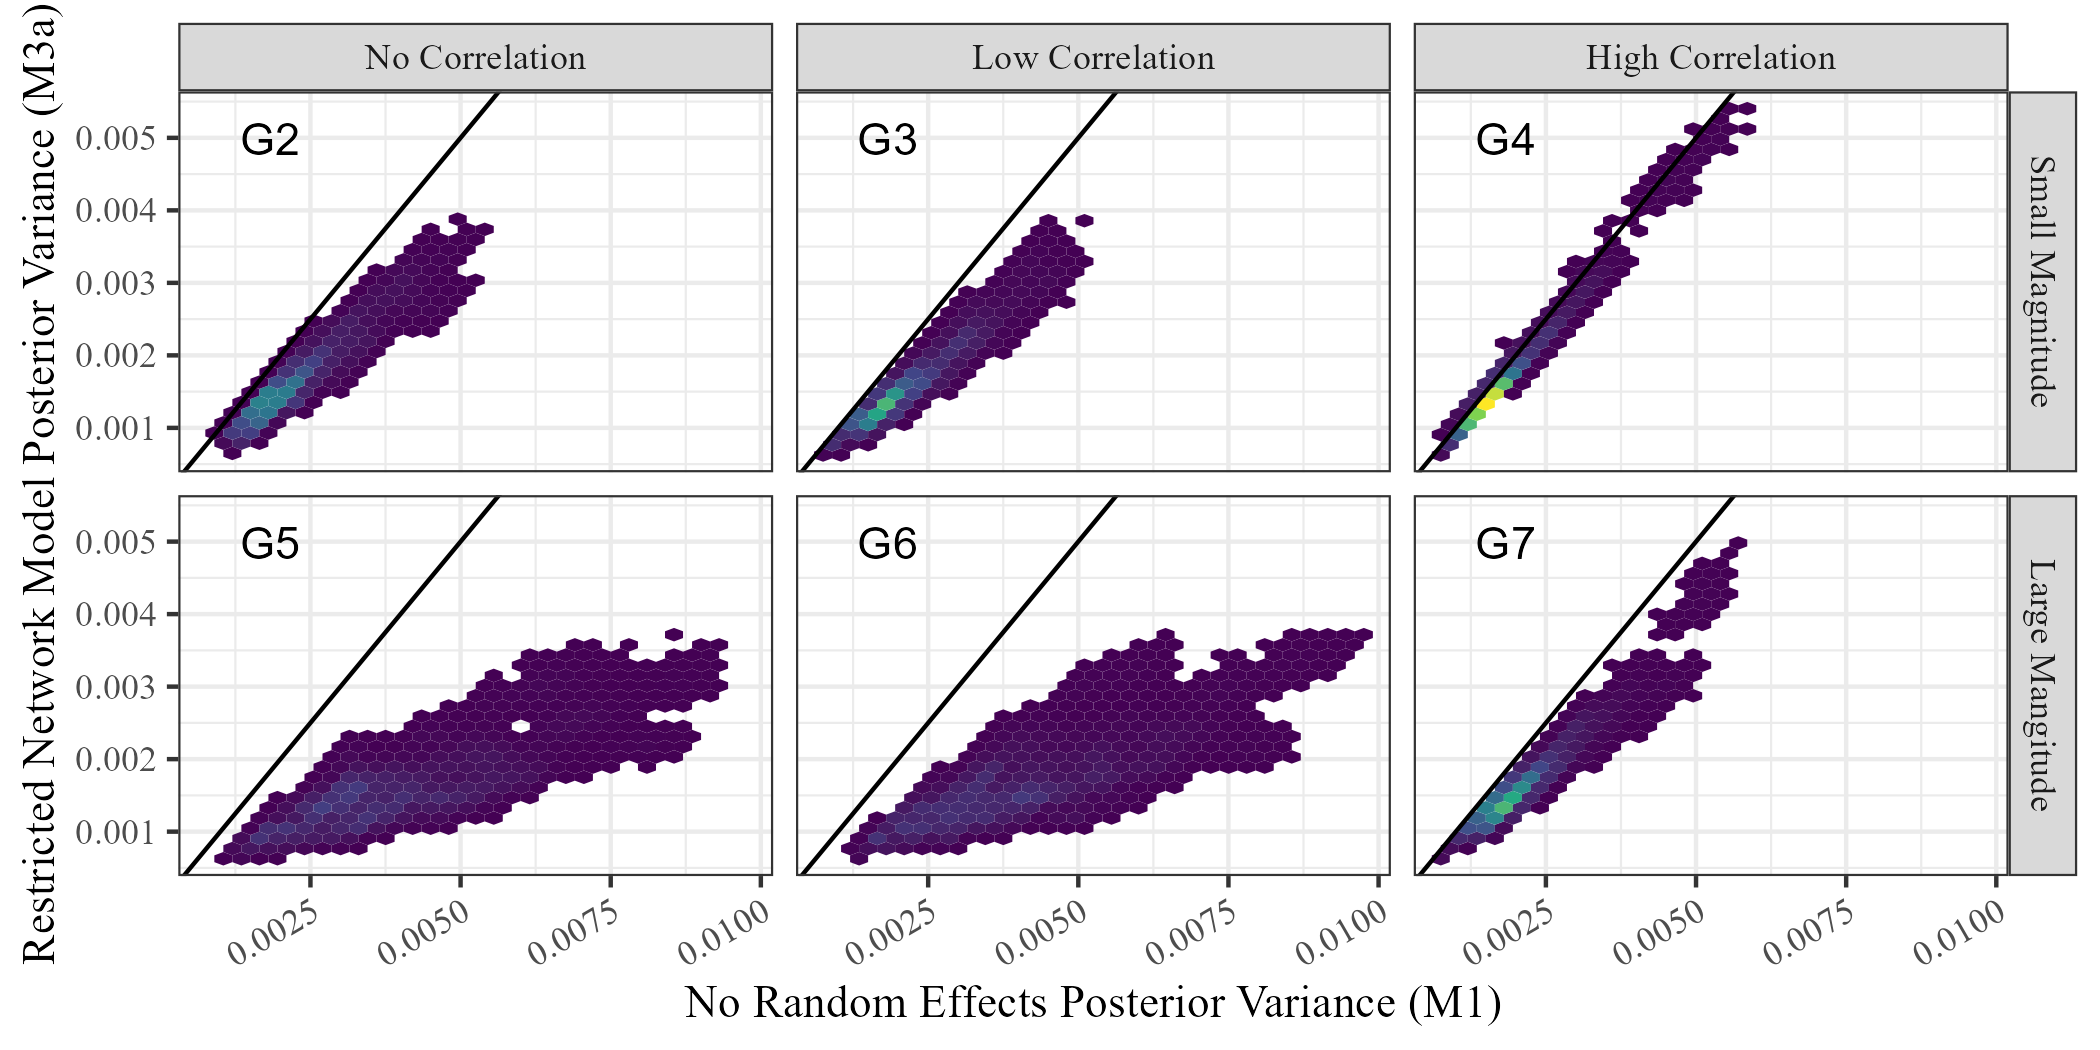 No Correlation
Low Correlation
High Correlation
Restricted Network Model Posterior Variance (M3a)
G2
G3
G4
0.005
0.004
0.003
0.002
0.001
Small Magnitude
G5
G6
G7
0.005
0.004
0.003
0.002
0.001
Large Mangitude
0.0025
0.0050
0.0075
0.0100
0.0025
0.0050
0.0075
0.0100
0.0025
0.0050
0.0075
0.0100
No Random Effects Posterior Variance (M1)